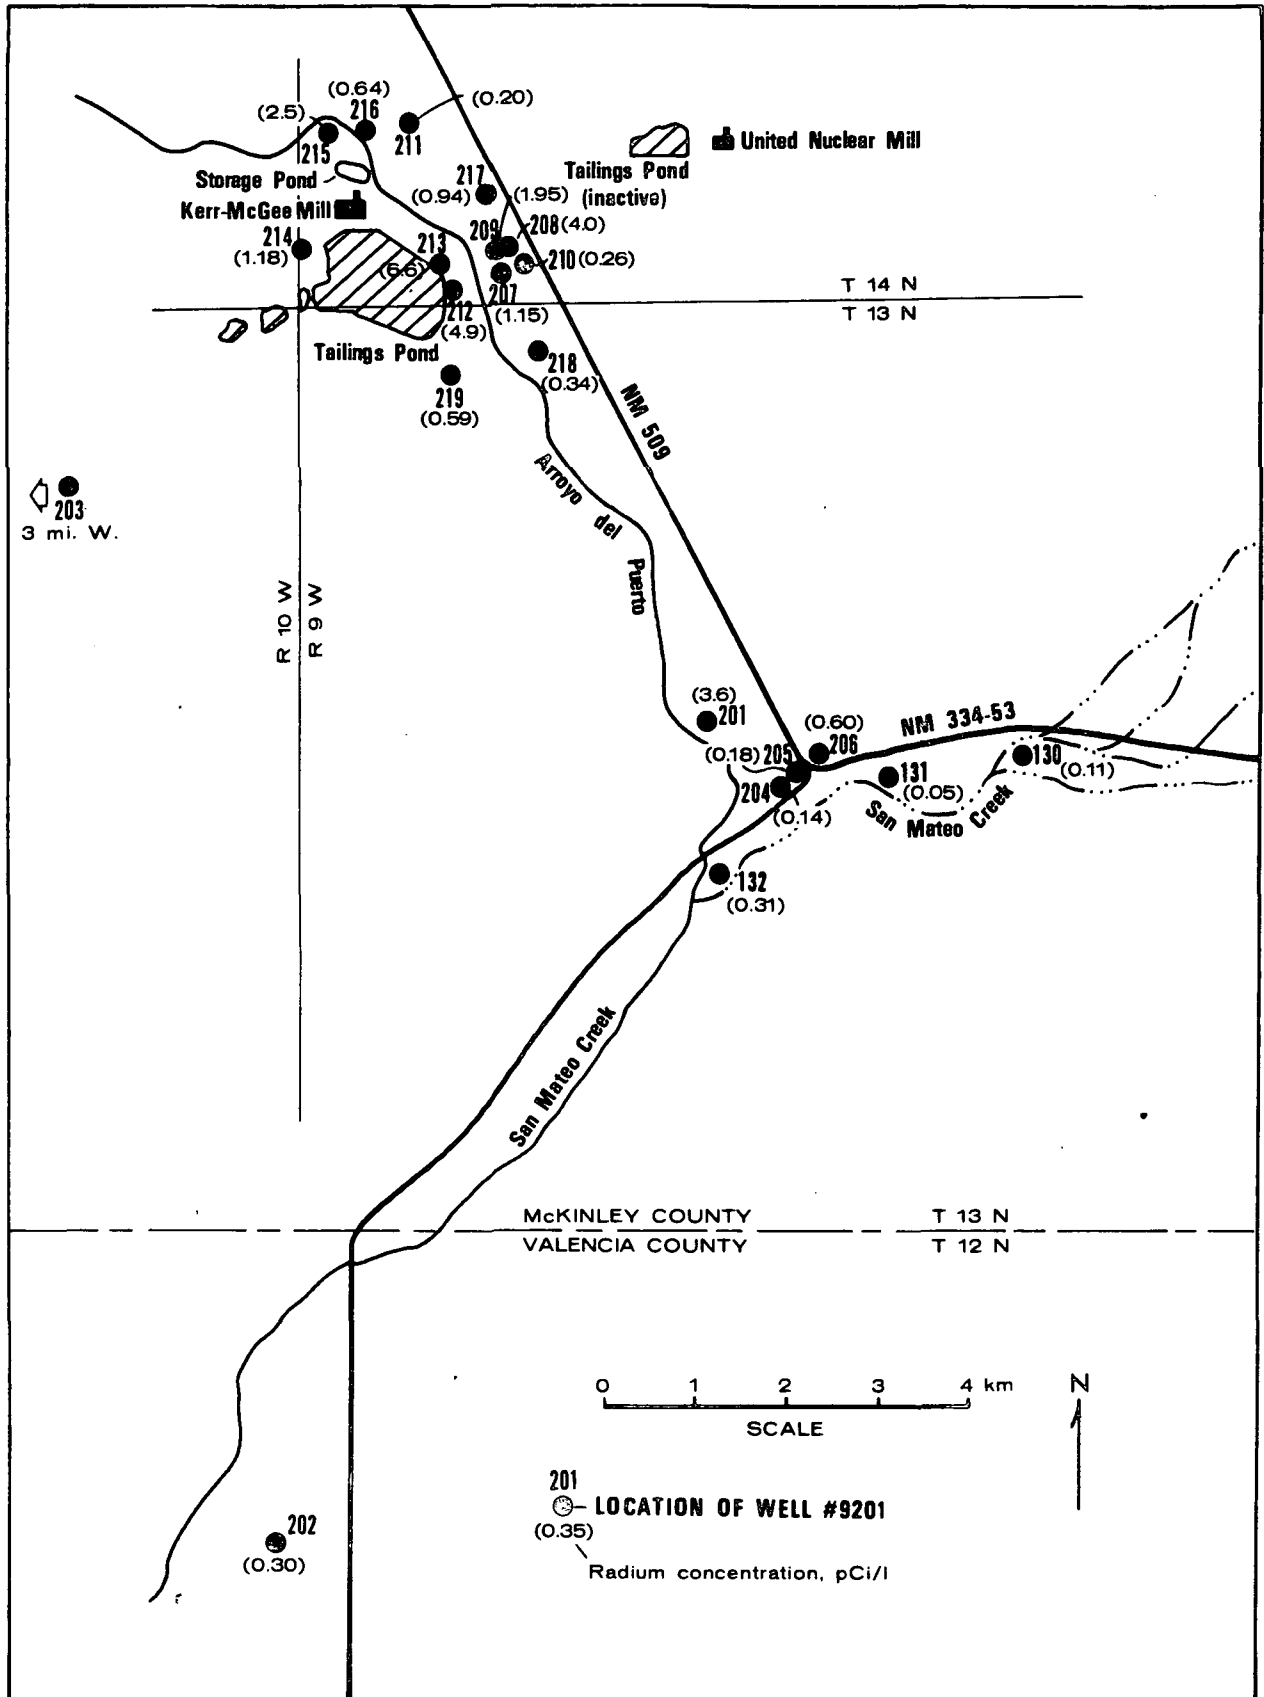 (0.64)
216
(2.5)
(0.20)
215
211
United Nuclear Mill
Tailings Pond
(inactive)
Storage Pond
217
(0.94)
(1.95)
Kerr-McGee Mill
214
(1.18)
213
(6.6)
209
208 (4.0)
210 (0.26)
207
(1.15)
212
(4.9)
T 14 N
T 13 N
Tailings Pond
218
(0.34)
219
(0.59)
NM 509
203
3 mi. W.
Arroyo del Puerto
R 10 W
R 9 W
(3.6)
201
(0.60)
206
NM 334-53
(0.18)
205
204
(0.14)
131
(0.05)
130
(0.11)
San Mateo Creek
132
(0.31)
San Mateo Creek
McKINLEY COUNTY
T 13 N
VALENCIA COUNTY
T 12 N
0 1 2 3 4 km
SCALE
N
201
LOCATION OF WELL #9201
(0.35)
Radium concentration, pCi/l
202
(0.30)